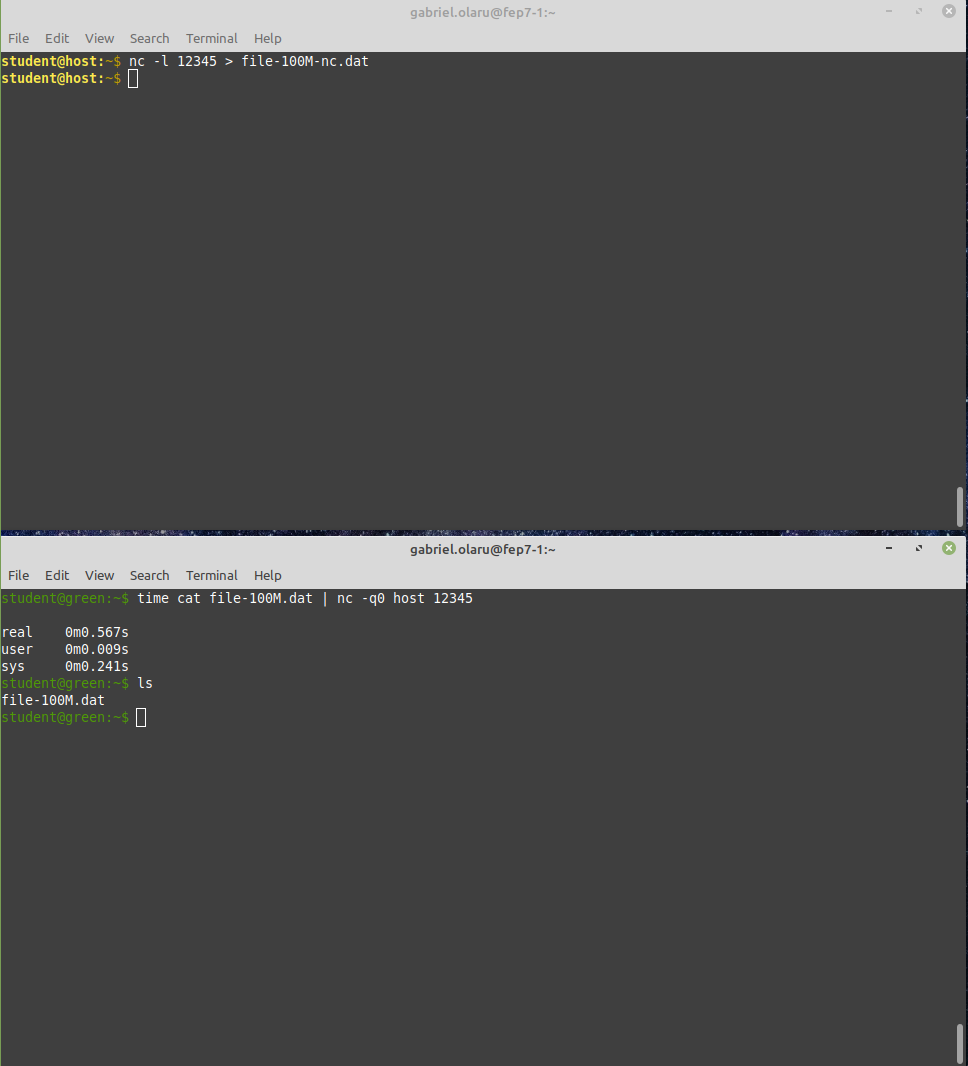 gabriel.olaru@fep7-1:~
File Edit View Search Terminal Help
student@host:~$ nc -l 12345 > file-100M-nc.dat
student@host:~$
gabriel.olaru@fep7-1:~
File Edit View Search Terminal Help
student@green:~$ time cat file-100M.dat | nc -q0 host 12345
real 0m0.567s
user 0m0.009s
sys 0m0.241s
student@green:~$ ls
file-100M.dat
student@green:~$